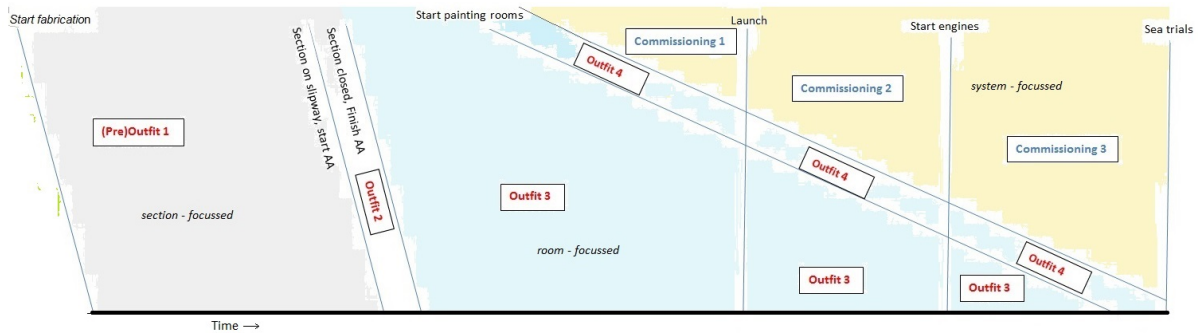 Start fabrication
Start painting rooms
Launch
Start engines
Sea trials
Section on slipway, start AA
Section closed, Finish AA
Commissioning 1
Outfit 4
Commissioning 2
system - focussed
(Pre)Outfit 1
Commissioning 3
Outfit 4
Outfit 2
Outfit 3
section - focussed
room - focussed
Outfit 4
Outfit 3
Outfit 3
Time →